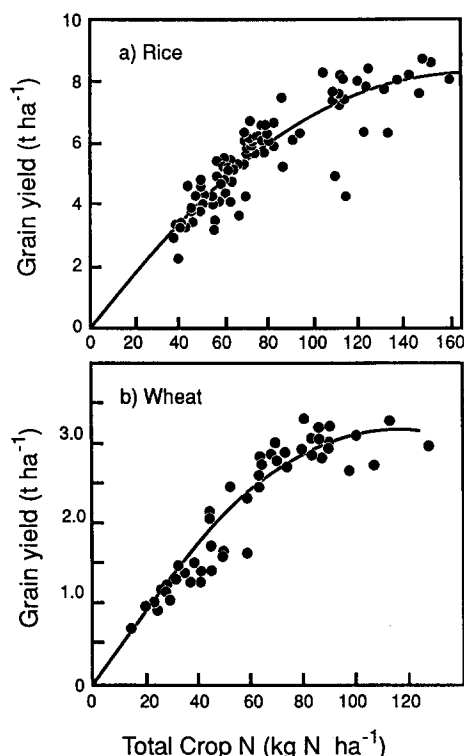 a) Rice
Grain yield (t ha⁻¹)
10
8
6
4
2
0
0 20 40 60 80 100 120 140 160
b) Wheat
Grain yield (t ha⁻¹)
3.0
2.0
1.0
0
0 20 40 60 80 100 120
Total Crop N (kg N ha⁻¹)